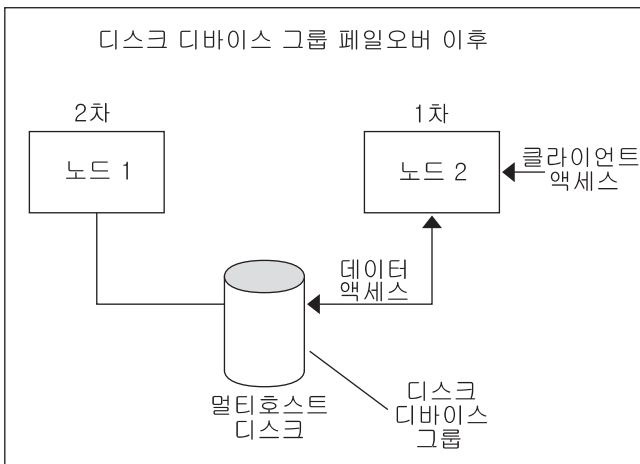 디스크 디바이스 그룹 페일오버 이후
2차
1차
노드 1
노드 2
클라이언트
액세스
데이터
액세스
멀티호스트
디스크
디스크
디바이스
그룹